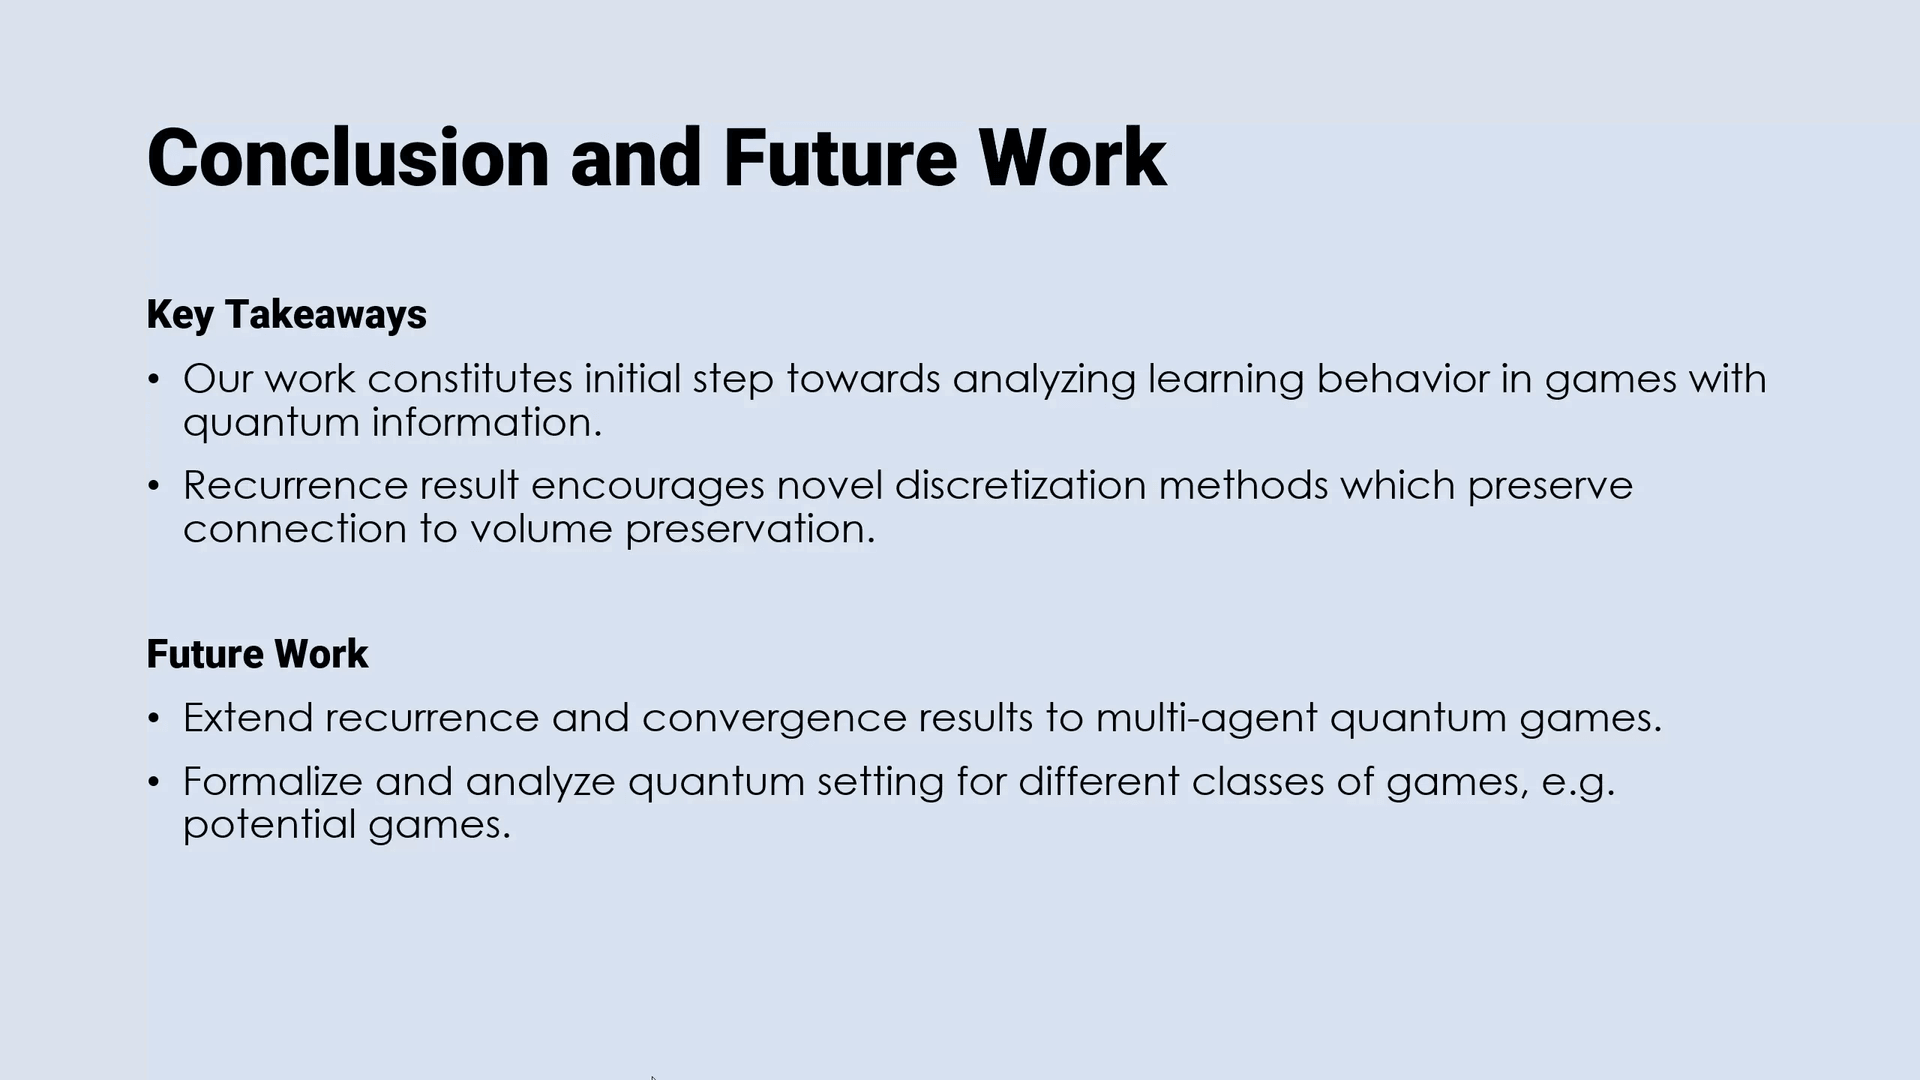 Conclusion and Future Work
Key Takeaways
• Our work constitutes initial step towards analyzing learning behavior in games with
quantum information.
• Recurrence result encourages novel discretization methods which preserve
connection to volume preservation.
Future Work
• Extend recurrence and convergence results to multi-agent quantum games.
• Formalize and analyze quantum setting for different classes of games, e.g.
potential games.